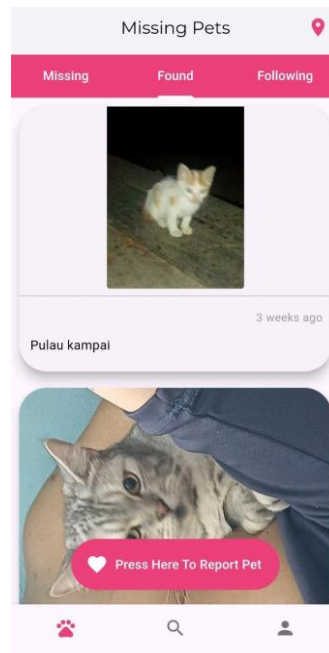 Missing Pets
Missing Found Following
3 weeks ago
Pulau kampai
Press Here To Report Pet